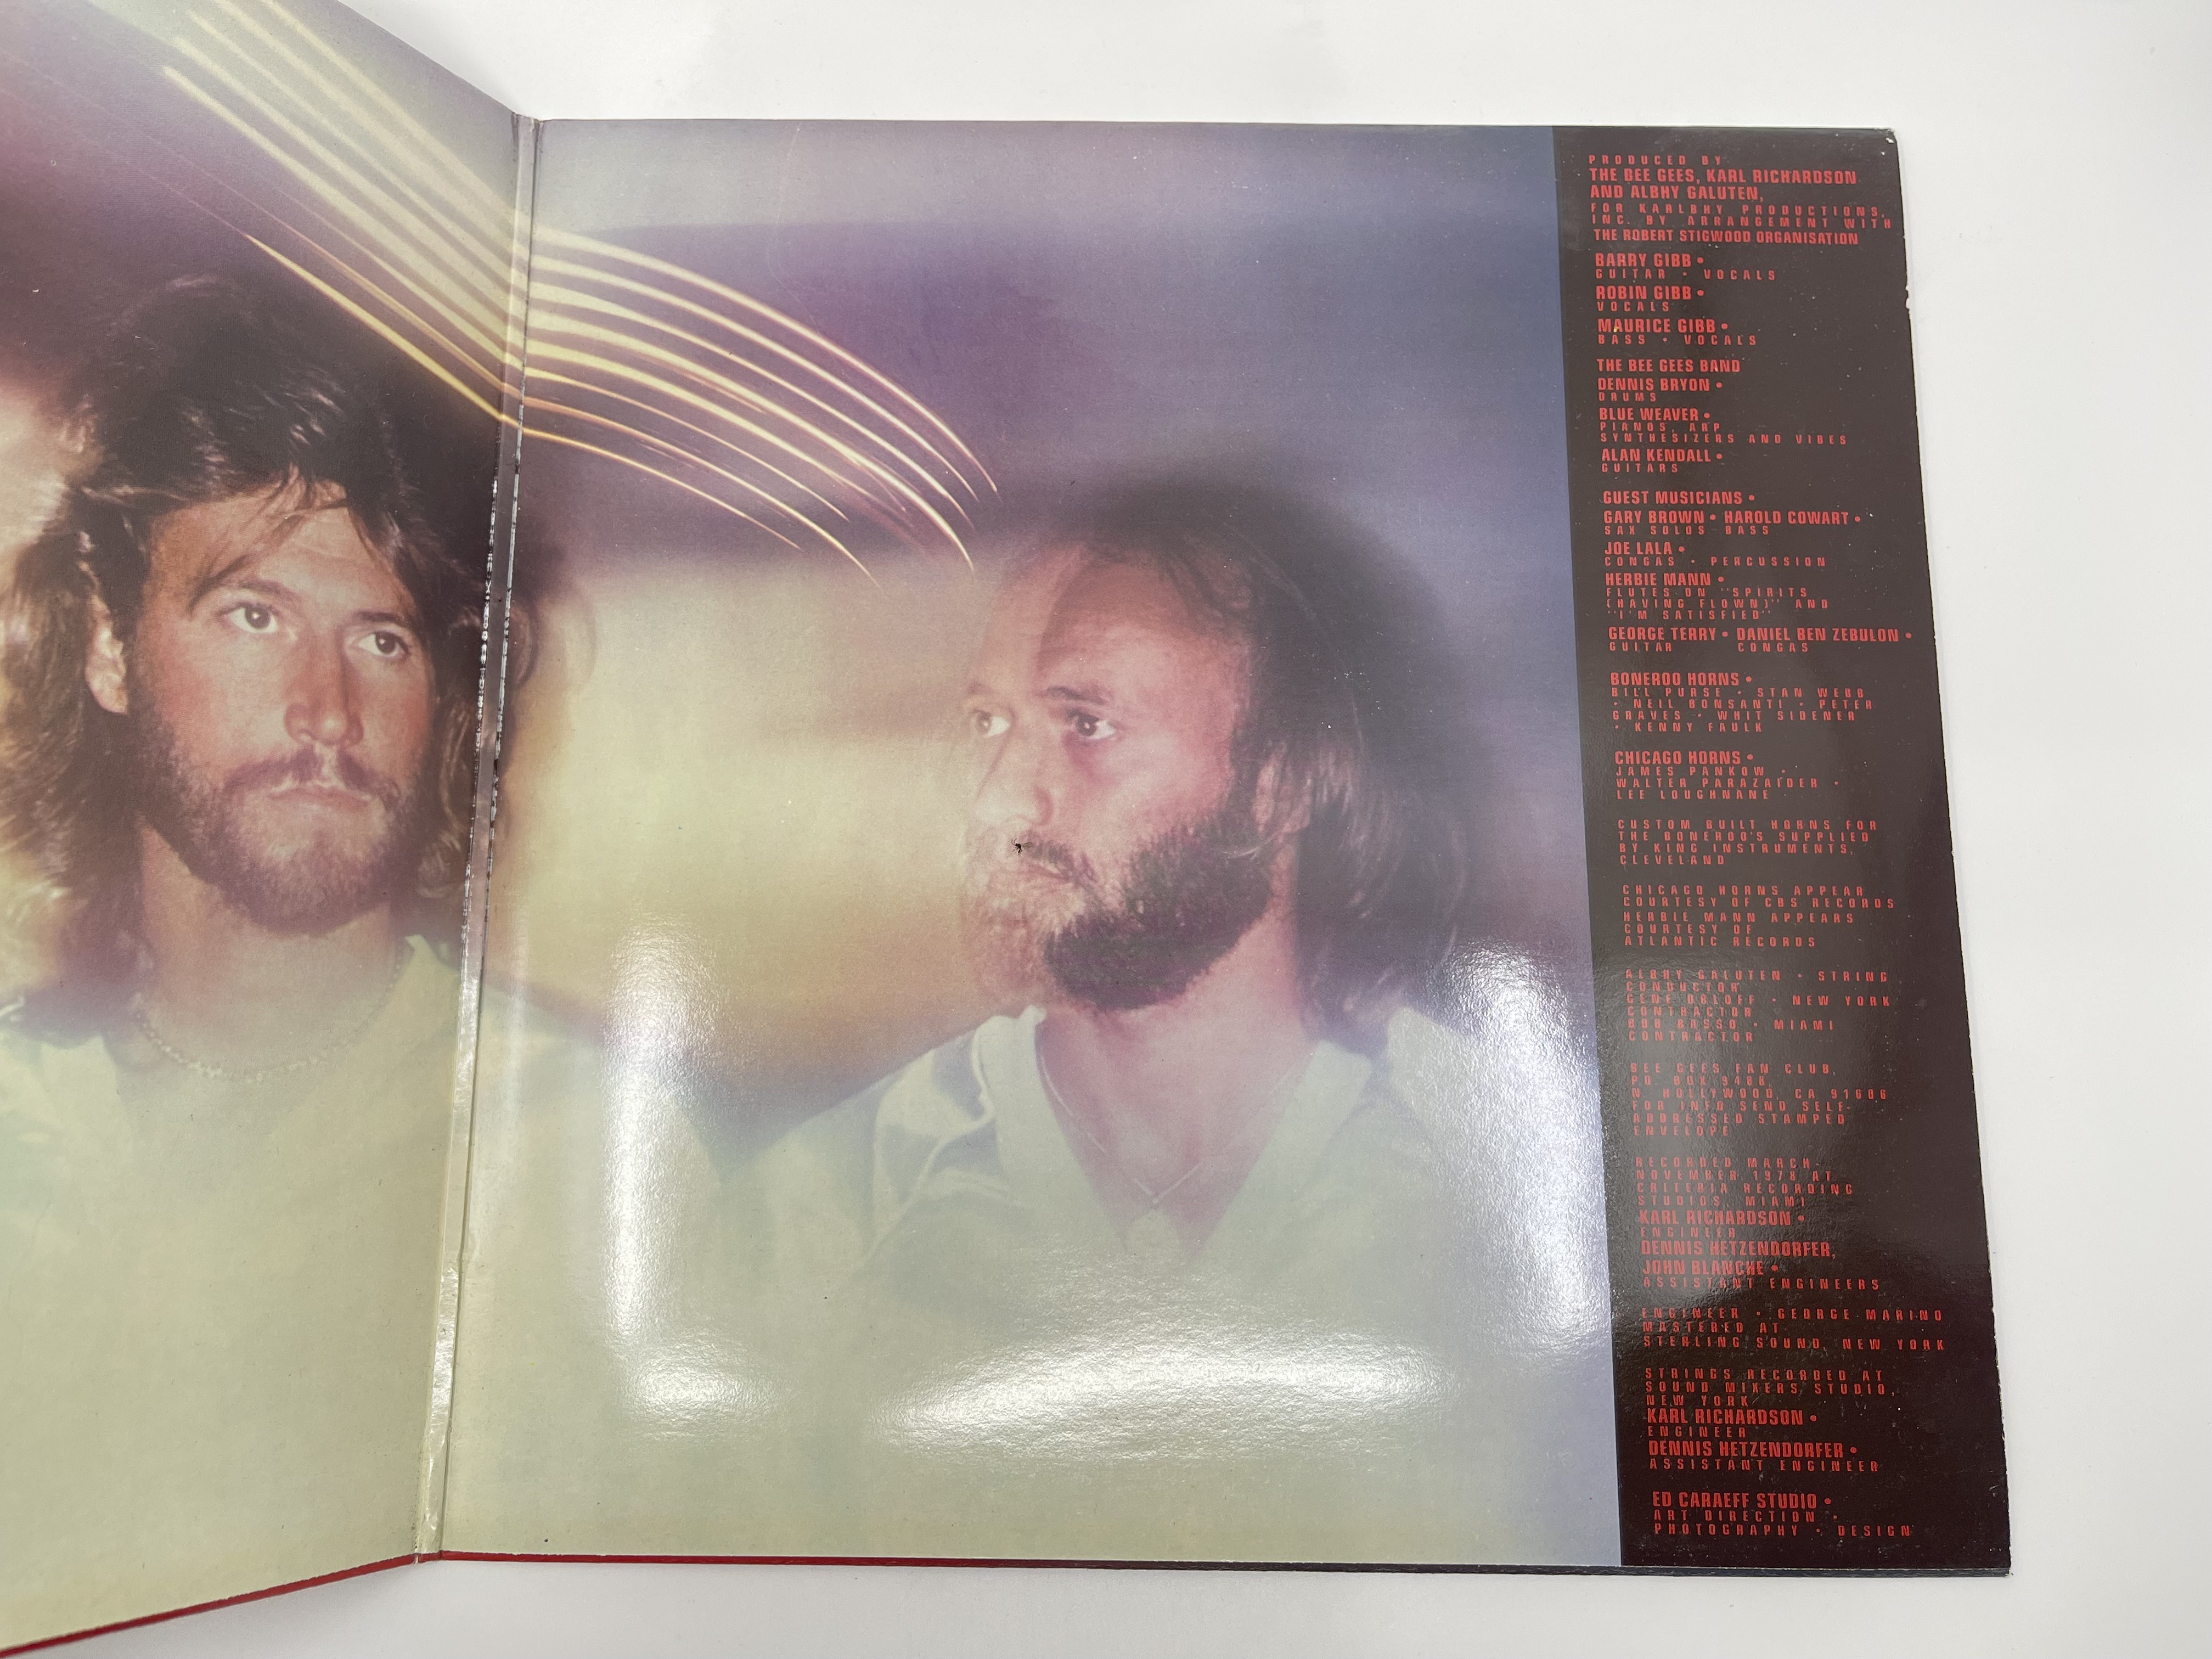 PRODUCED BY
THE BEE GEES, KARL RICHARDSON
AND ALBHY GALUTEN,
FOR KARLBHY PRODUCTIONS,
INC. BY ARRANGEMENT WITH
THE ROBERT STIGWOOD ORGANISATION
BARRY GIBB •
GUITAR • VOCALS
ROBIN GIBB •
VOCALS
MAURICE GIBB •
BASS • VOCALS
THE BEE GEES BAND
DENNIS BRYON •
DRUMS
BLUE WEAVER •
PIANOS, ARP
SYNTHESIZERS AND VIBES
ALAN KENDALL •
GUITARS
GUEST MUSICIANS •
GARY BROWN • HAROLD COWART •
SAX SOLOS BASS
JOE LALA •
CONGAS • PERCUSSION
HERBIE MANN •
FLUTES ON "SPIRITS
(HAVING FLOWN)" AND
"I'M SATISFIED"
GEORGE TERRY • DANIEL BEN ZEBULON •
GUITAR CONGAS
BONEROO HORNS •
BILL PURSE • STAN WEBB
• NEIL BONSANTI • PETER
GRAVES • WHIT SIDENER
• KENNY FAULK
CHICAGO HORNS •
JAMES PANKOW •
WALTER PARAZAIDER •
LEE LOUGHNANE
CUSTOM BUILT HORNS FOR
THE BONEROO'S SUPPLIED
BY KING INSTRUMENTS,
CLEVELAND
CHICAGO HORNS APPEAR
COURTESY OF CBS RECORDS
HERBIE MANN APPEARS
COURTESY OF
ATLANTIC RECORDS
ALBHY GALUTEN • STRING
CONDUCTOR
GENE ORLOFF • NEW YORK
CONTRACTOR
BOB BASSO • MIAMI
CONTRACTOR
BEE GEES FAN CLUB,
PO. BOX
N. HOLLYWOOD, CA 91606
FOR INFO SEND SELF-
ADDRESSED STAMPED
ENVELOPE
RECORDED MARCH-
NOVEMBER 1978 AT
CRITERIA RECORDING
STUDIOS, MIAMI
KARL RICHARDSON •
ENGINEER
DENNIS HETZENDORFER,
JOHN BLANCHE •
ASSISTANT ENGINEERS
ENGINEER • GEORGE MARINO
MASTERED AT
STERLING SOUND, NEW YORK
STRINGS RECORDED AT
SOUND MIXERS STUDIO,
NEW YORK
KARL RICHARDSON •
ENGINEER
DENNIS HETZENDORFER •
ASSISTANT ENGINEER
ED CARAEFF STUDIO •
ART DIRECTION •
PHOTOGRAPHY • DESIGN